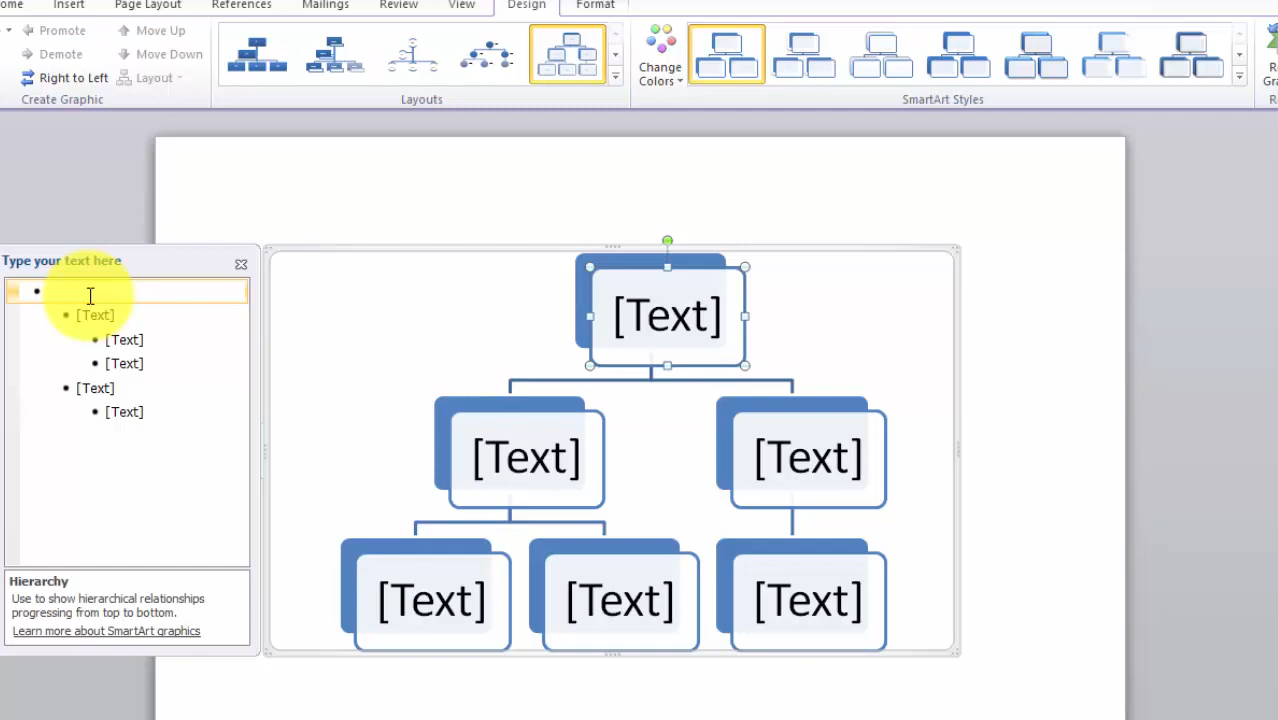 Insert Page Layout References Mailings Review View Design Format
Promote Move Up
Demote Move Down
Right to Left Layout
Create Graphic
Layouts
Change
Colors
SmartArt Styles
Type your text here
[Text]
[Text]
[Text]
[Text]
[Text]
Hierarchy
Use to show hierarchical relationships
progressing from top to bottom.
Learn more about SmartArt graphics
[Text]
[Text] [Text]
[Text] [Text] [Text]